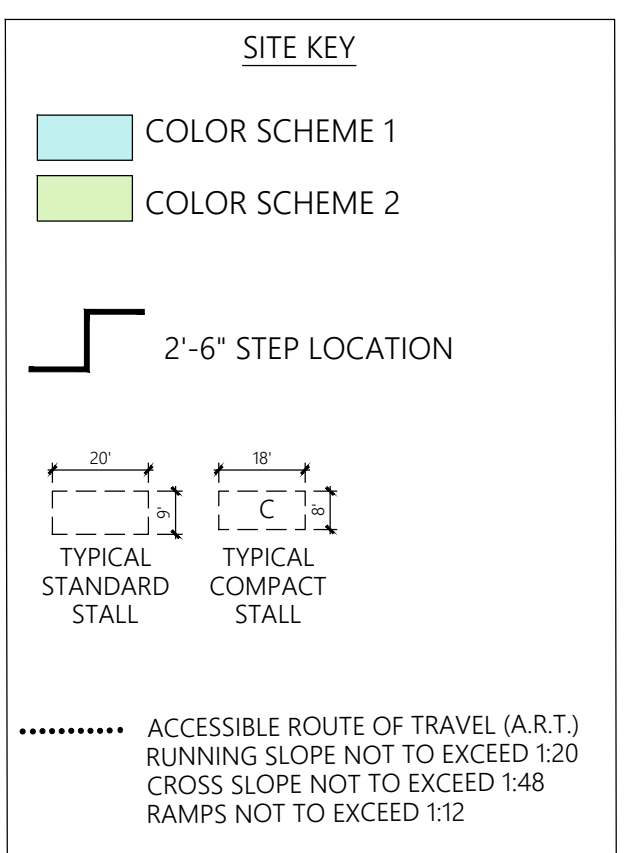 SITE KEY
COLOR SCHEME 1
COLOR SCHEME 2
2'-6" STEP LOCATION
20'
9'
TYPICAL
STANDARD
STALL
18'
C
8'
TYPICAL
COMPACT
STALL
ACCESSIBLE ROUTE OF TRAVEL (A.R.T.)
RUNNING SLOPE NOT TO EXCEED 1:20
CROSS SLOPE NOT TO EXCEED 1:48
RAMPS NOT TO EXCEED 1:12